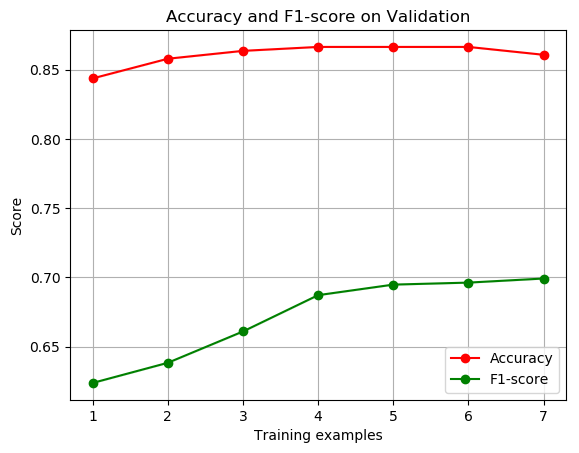 Accuracy and F1-score on Validation
0.85
0.80
0.75
0.70
0.65
Score
Accuracy
F1-score
1 2 3 4 5 6 7
Training examples